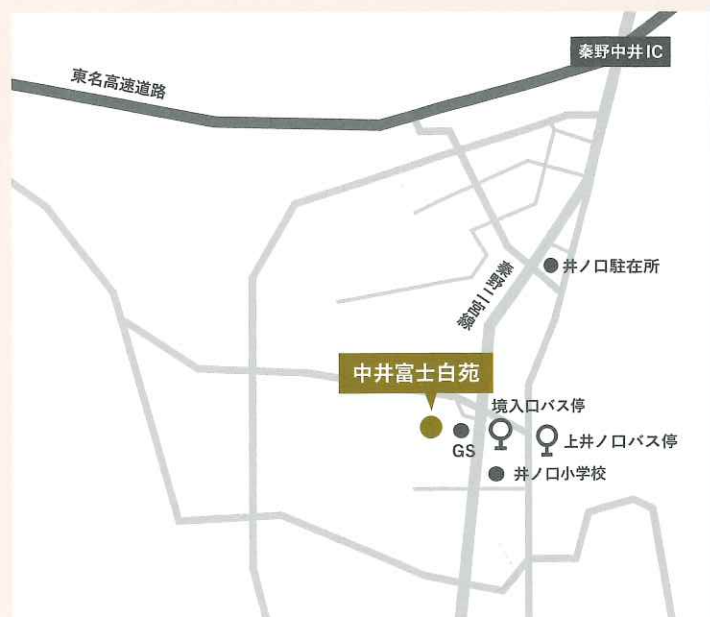 秦野中井IC
東名高速道路
井ノ口駐在所
秦野二宮線
中井富士白苑
境入口バス停
GS
上井ノ口バス停
井ノ口小学校